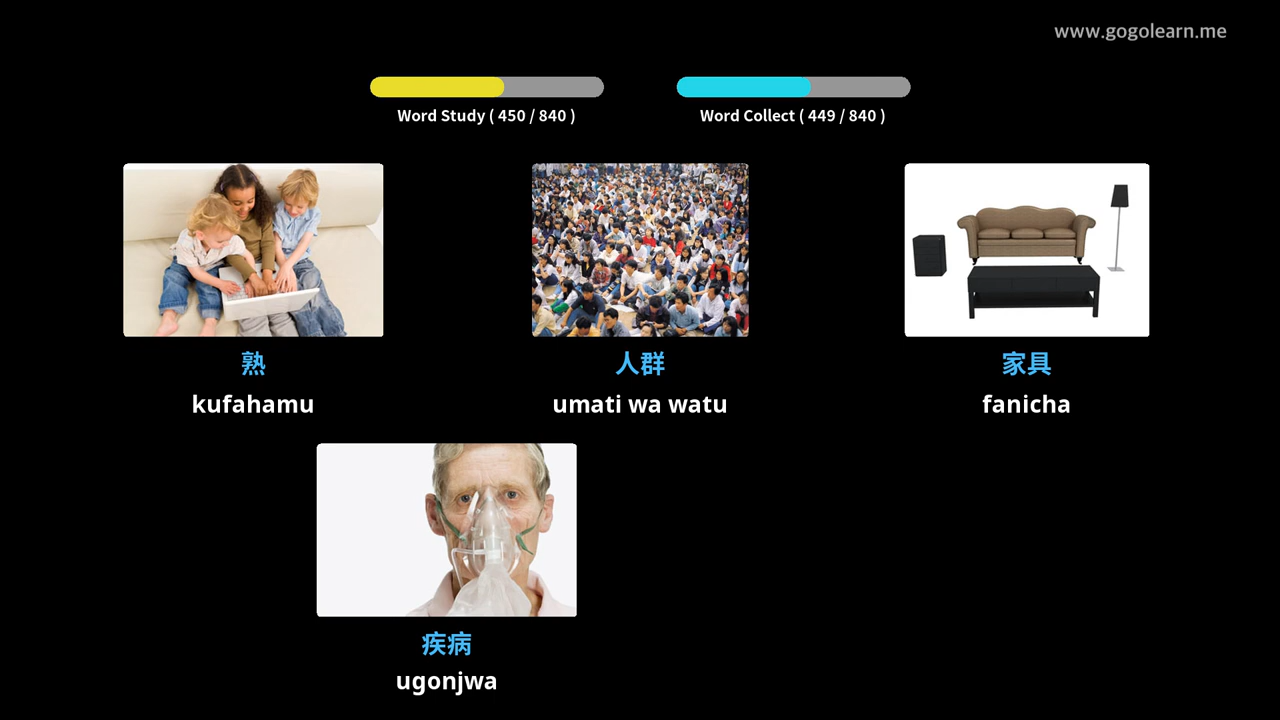 www.gogolearn.me
Word Study ( 450 / 840 )
Word Collect ( 449 / 840 )
熟
kufahamu
人群
umati wa watu
家具
fanicha
疾病
ugonjwa